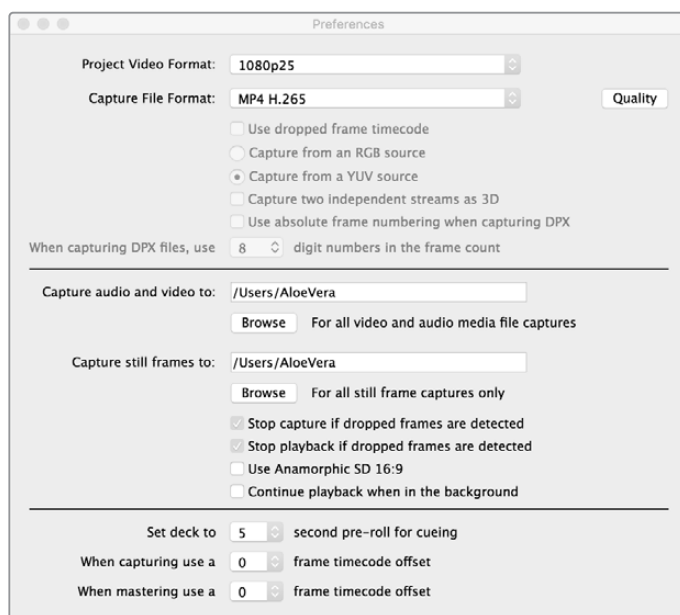 Preferences
Project Video Format: 1080p25
Capture File Format: MP4 H.265 Quality
Use dropped frame timecode
Capture from an RGB source
Capture from a YUV source
Capture two independent streams as 3D
Use absolute frame numbering when capturing DPX
When capturing DPX files, use 8 digit numbers in the frame count
Capture audio and video to: /Users/AloeVera
Browse For all video and audio media file captures
Capture still frames to: /Users/AloeVera
Browse For all still frame captures only
Stop capture if dropped frames are detected
Stop playback if dropped frames are detected
Use Anamorphic SD 16:9
Continue playback when in the background
Set deck to 5 second pre-roll for cueing
When capturing use a 0 frame timecode offset
When mastering use a 0 frame timecode offset